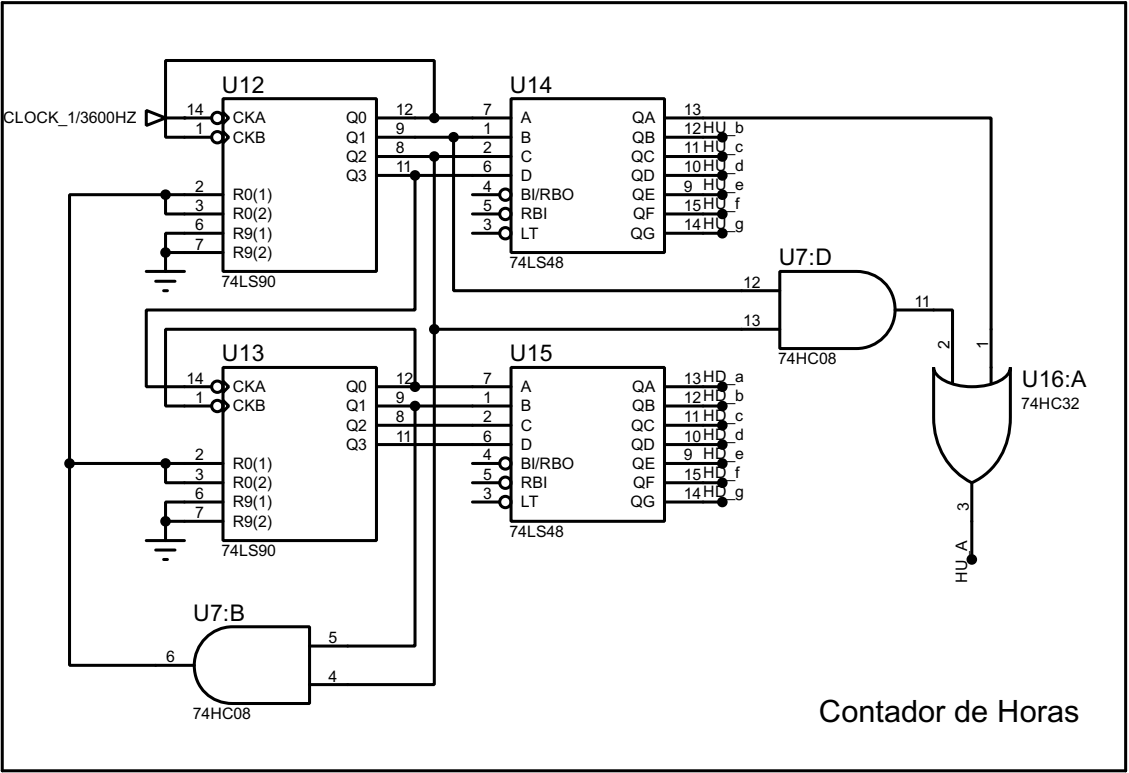 U12
CLOCK_1/3600HZ
14 CKA Q0 12
1 CKB Q1 9
Q2 8
Q3 11
2 R0(1)
3 R0(2)
6 R9(1)
7 R9(2)
74LS90
U14
7 A QA 13
1 B QB 12 HU_b
2 C QC 11 HU_c
6 D QD 10 HU_d
4 BI/RBO QE 9 HU_e
5 RBI QF 15 HU_f
3 LT QG 14 HU_g
74LS48
U7:D
12
13
11
74HC08
2
1
U16:A
74HC32
3
HU_A
U13
14 CKA Q0 12
1 CKB Q1 9
Q2 8
Q3 11
2 R0(1)
3 R0(2)
6 R9(1)
7 R9(2)
74LS90
U15
7 A QA 13 HD_a
1 B QB 12 HD_b
2 C QC 11 HD_c
6 D QD 10 HD_d
4 BI/RBO QE 9 HD_e
5 RBI QF 15 HD_f
3 LT QG 14 HD_g
74LS48
U7:B
5
6
4
74HC08
Contador de Horas